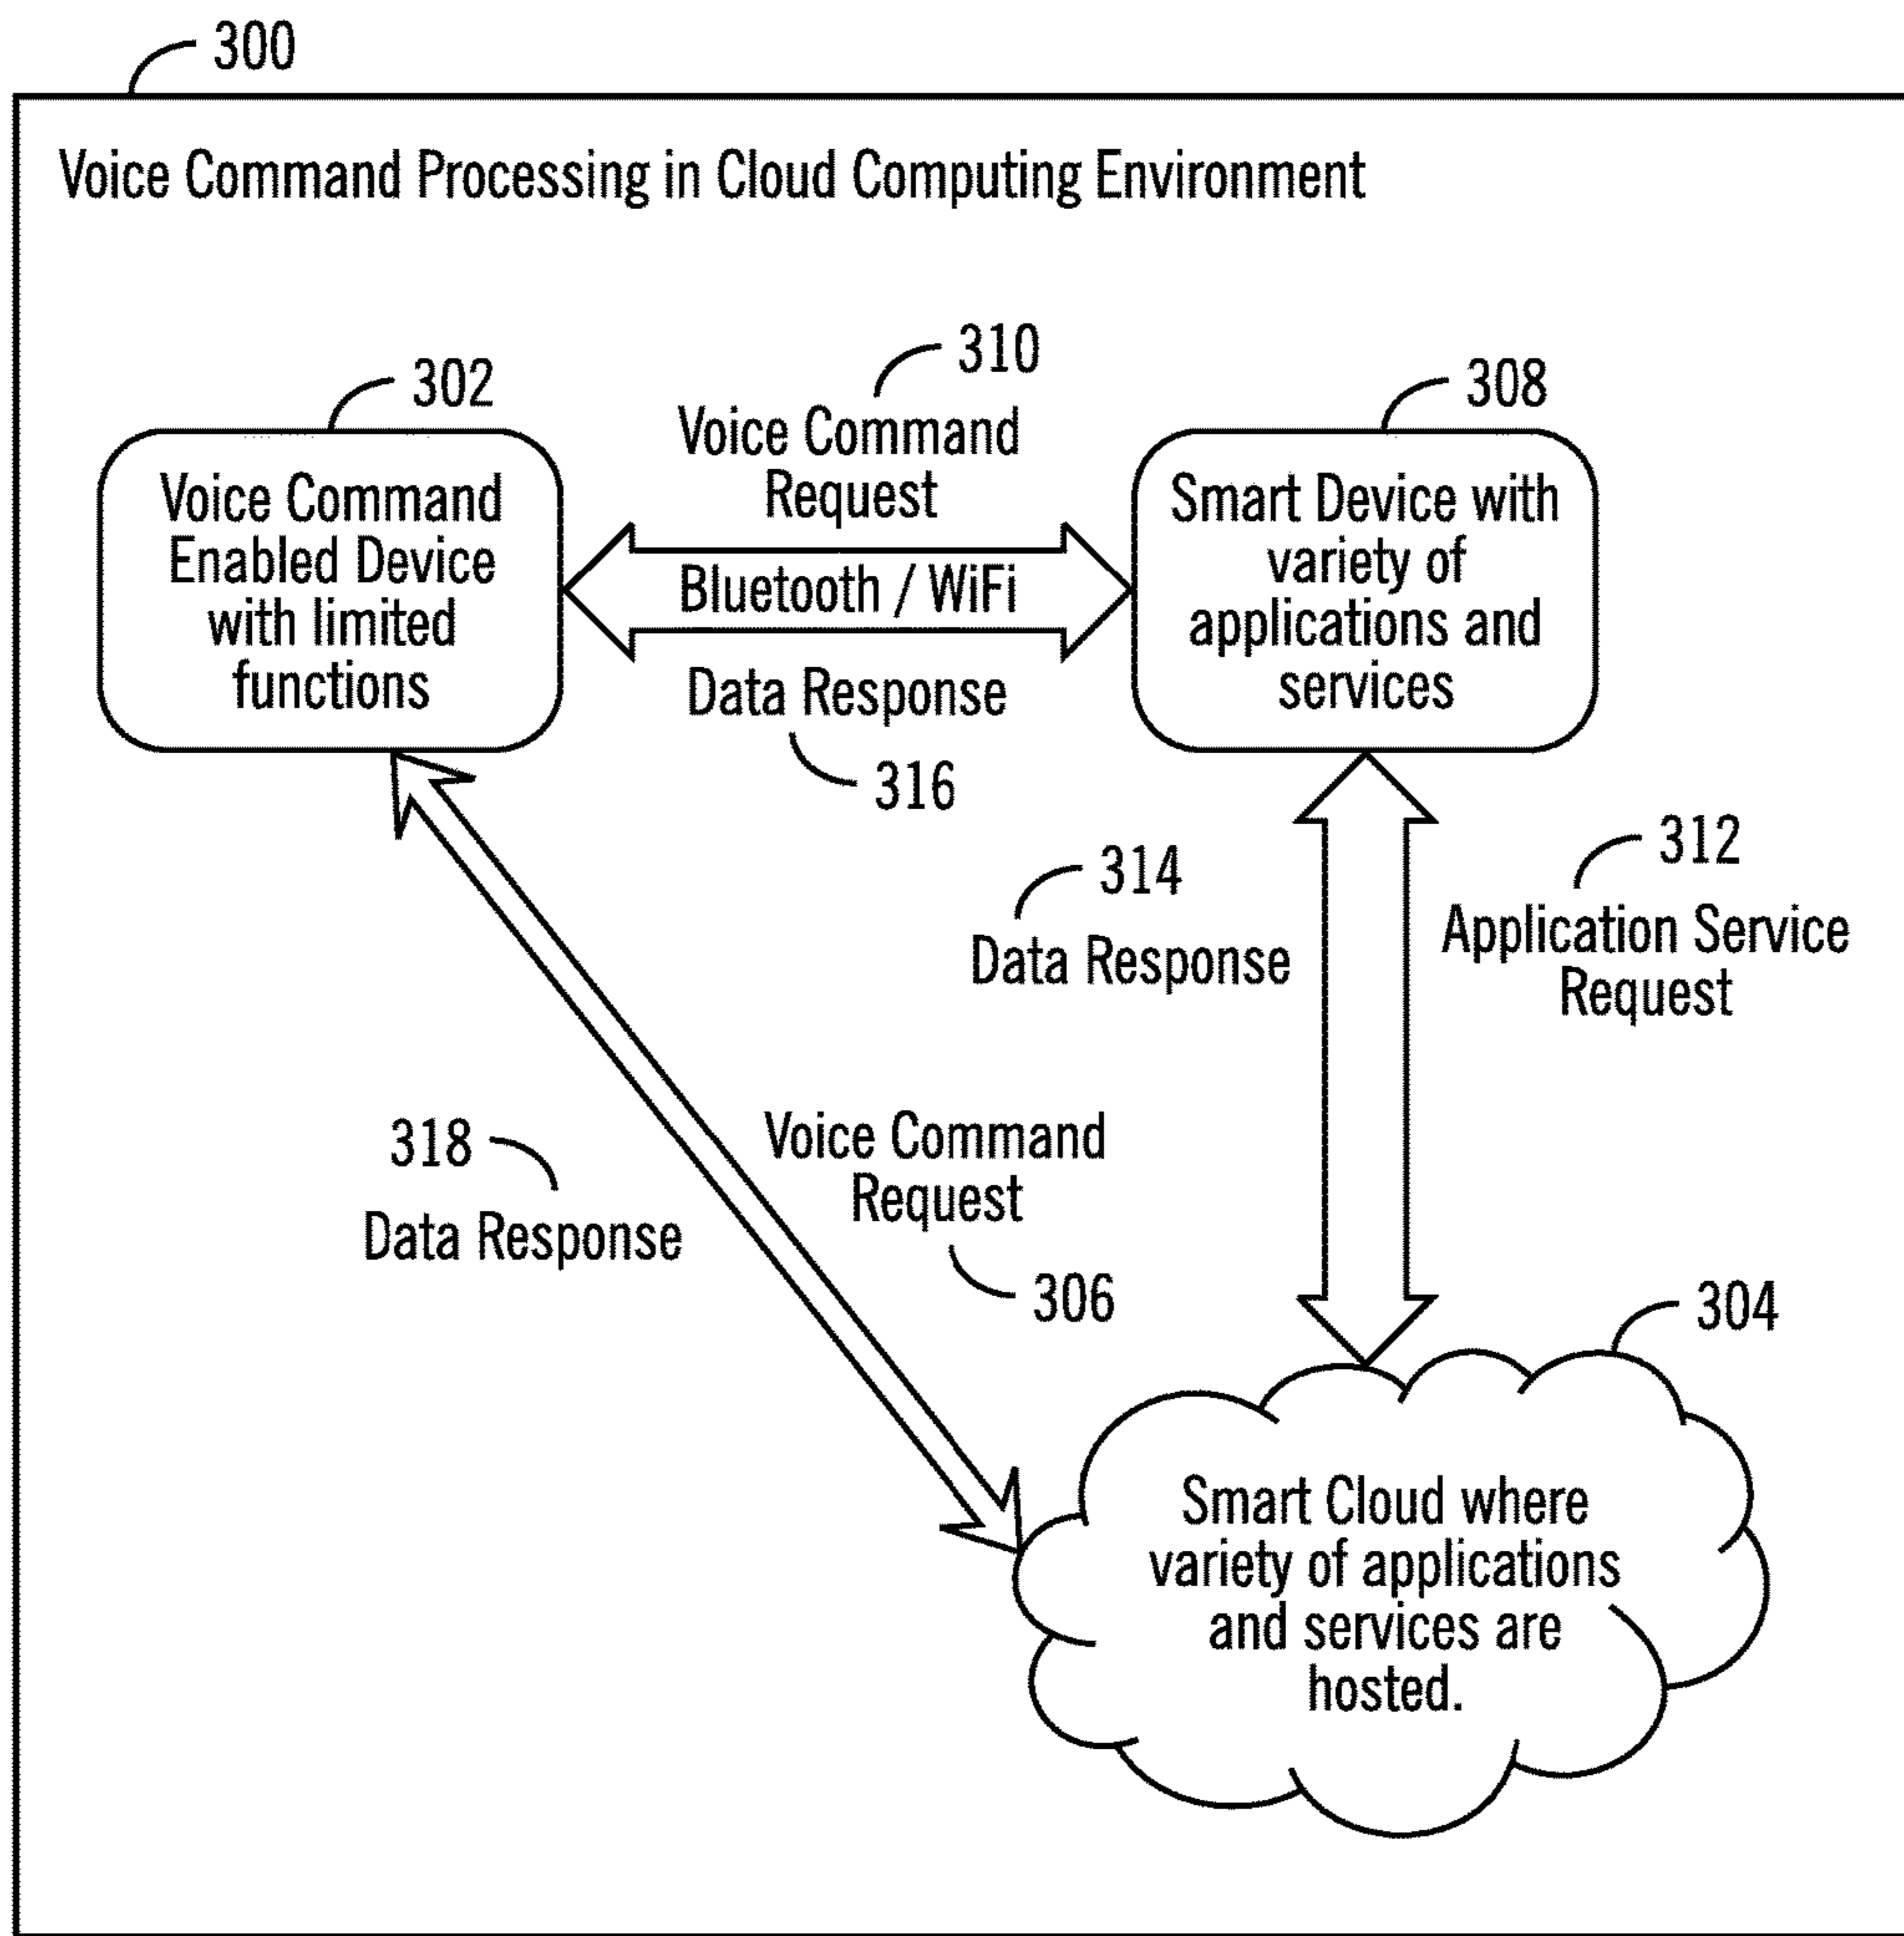 300
Voice Command Processing in Cloud Computing Environment
302
Voice Command
Enabled Device
with limited
functions
310
Voice Command
Request
Bluetooth / WiFi
Data Response
316
308
Smart Device with
variety of
applications and
services
314
Data Response
312
Application Service
Request
318
Data Response
Voice Command
Request
306
304
Smart Cloud where
variety of applications
and services are
hosted.